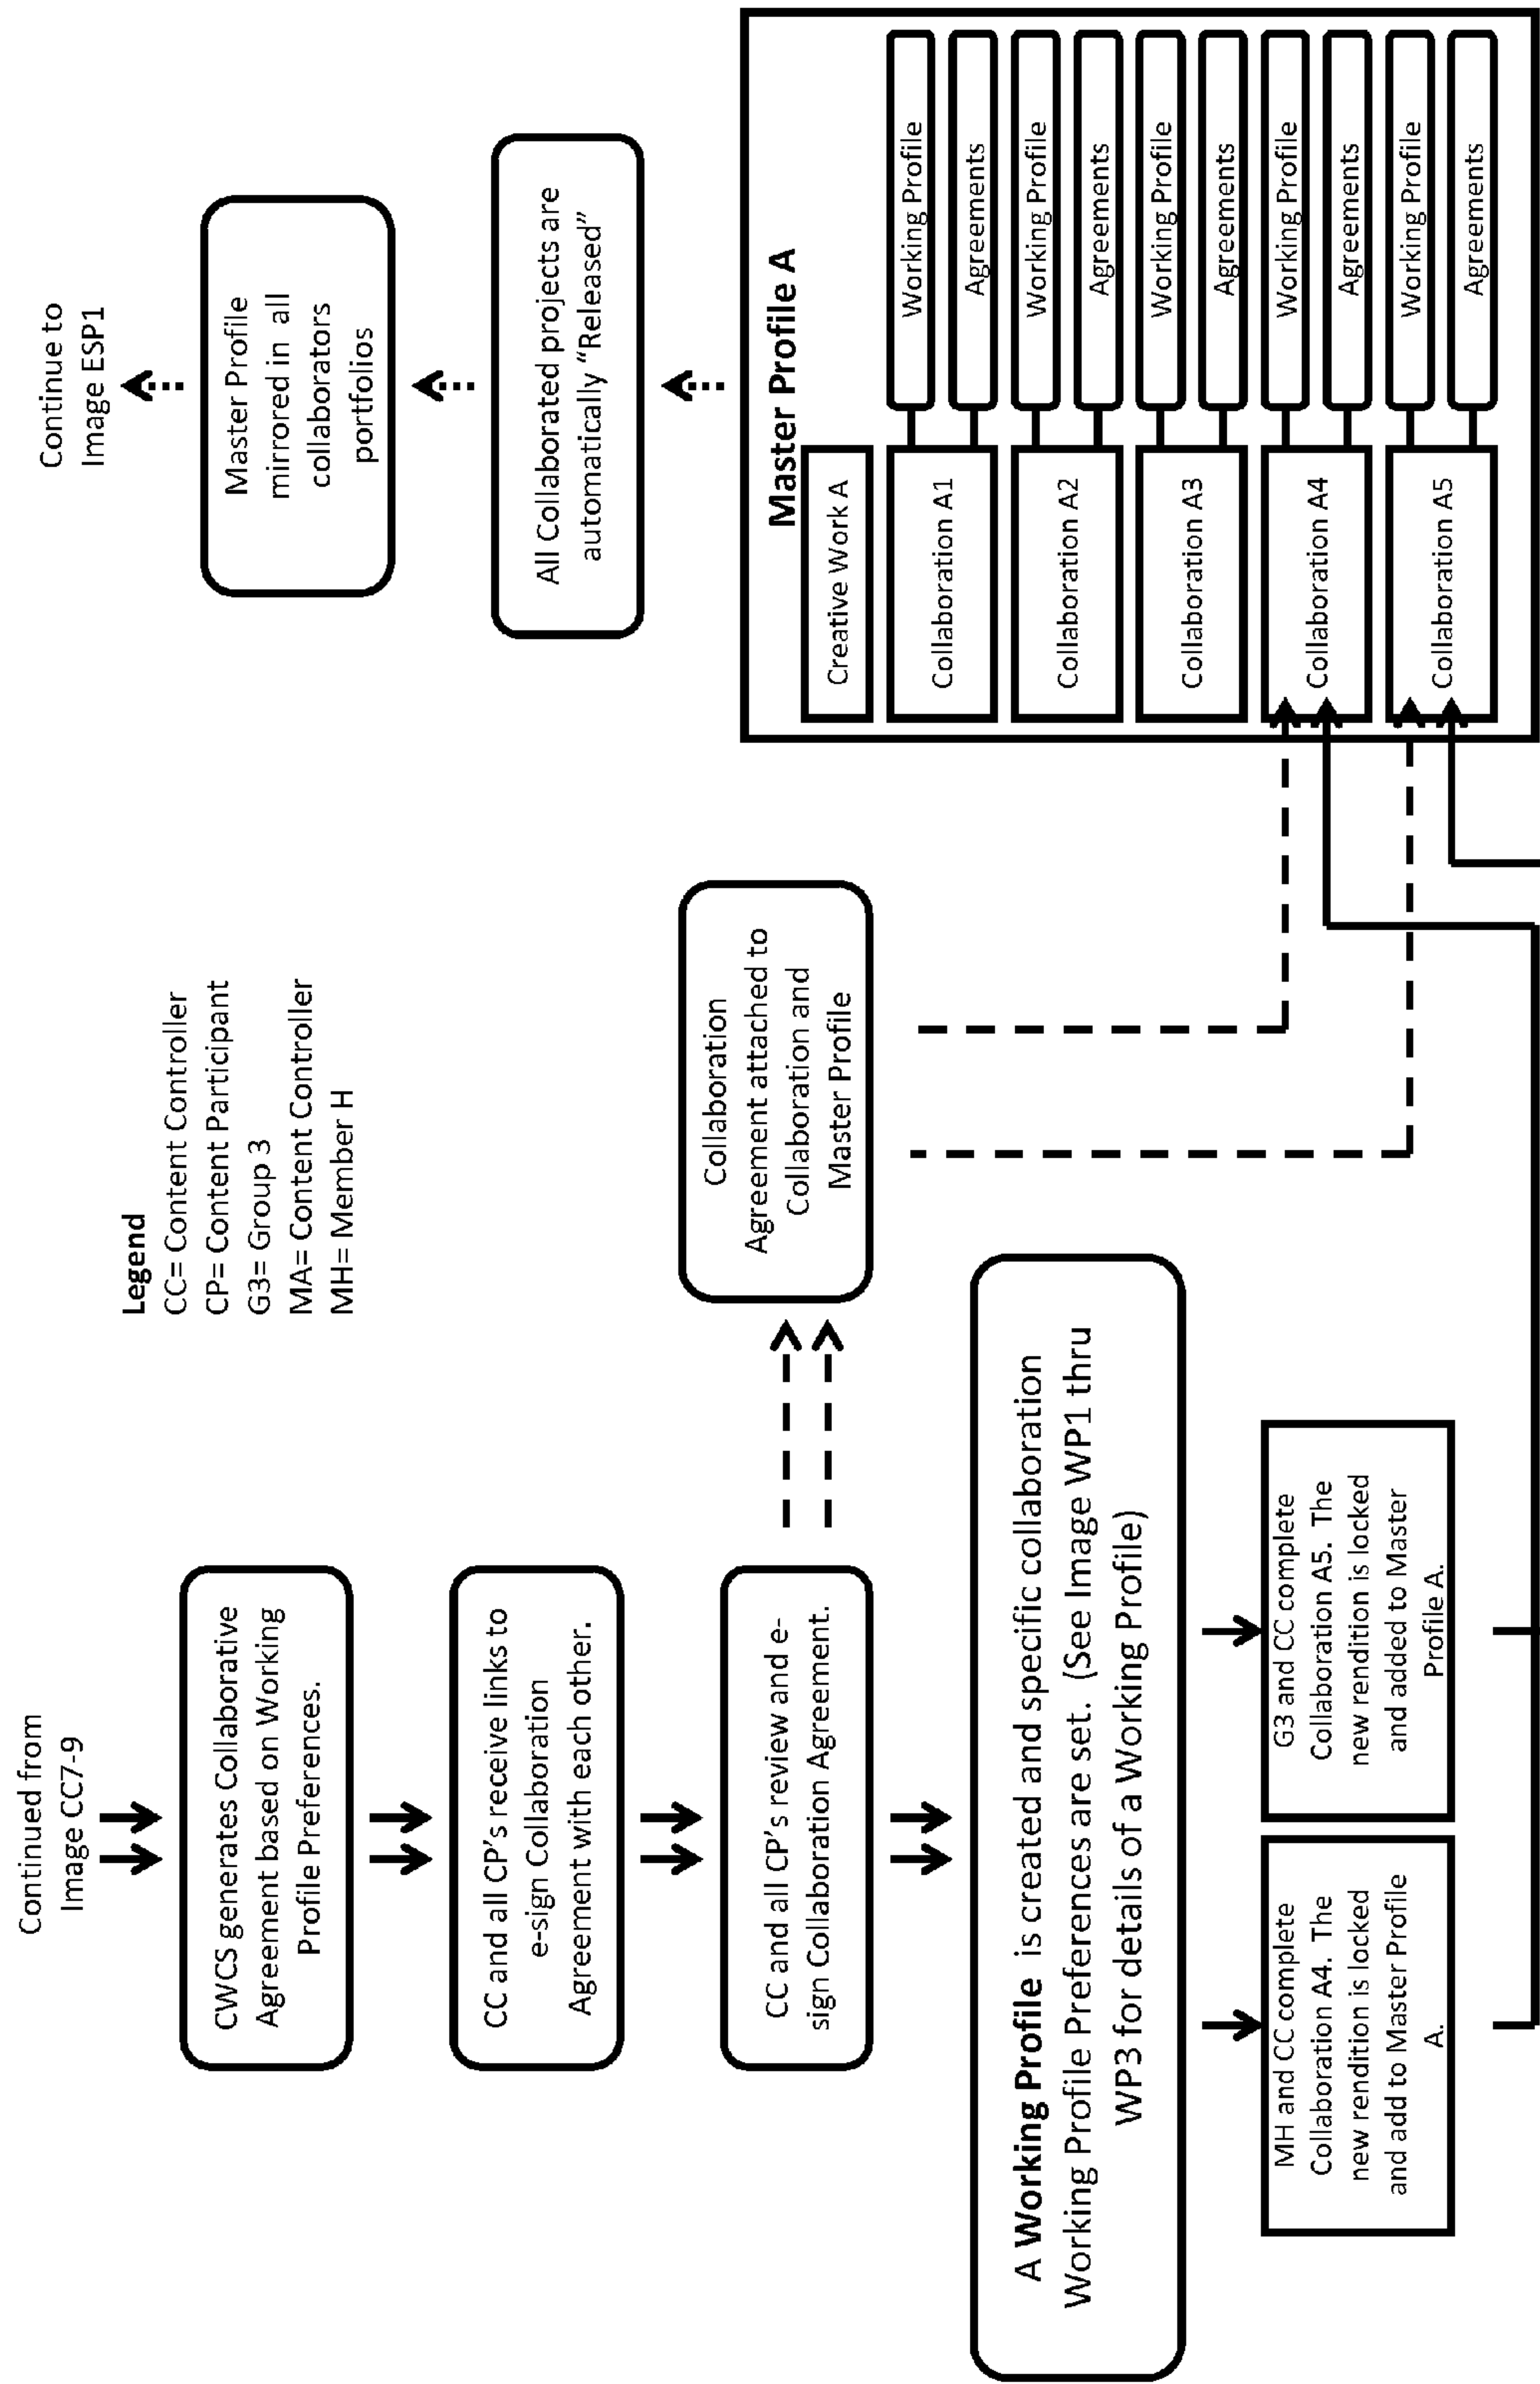 Continued from
Image CC7-9
CWCS generates Collaborative
Agreement based on Working
Profile Preferences.
CC and all CP’s receive links to
e-sign Collaboration
Agreement with each other.
CC and all CP’s review and e-
sign Collaboration Agreement.
A Working Profile is created and specific collaboration
Working Profile Preferences are set. (See Image WP1 thru
WP3 for details of a Working Profile)
MH and CC complete
Collaboration A4. The
new rendition is locked
and add to Master Profile
A.
G3 and CC complete
Collaboration A5. The
new rendition is locked
and added to Master
Profile A.
Legend
CC= Content Controller
CP= Content Participant
G3= Group 3
MA= Content Controller
MH= Member H
Collaboration
Agreement attached to
Collaboration and
Master Profile
Continue to
Image ESP1
Master Profile
mirrored in all
collaborators
portfolios
All Collaborated projects are
automatically “Released”
Master Profile A
Creative Work A
Collaboration A1
Working Profile
Agreements
Collaboration A2
Working Profile
Agreements
Collaboration A3
Working Profile
Agreements
Collaboration A4
Working Profile
Agreements
Collaboration A5
Working Profile
Agreements